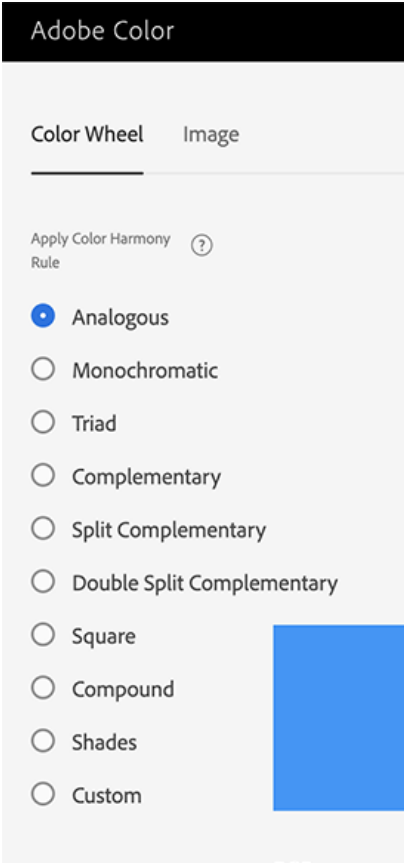 Adobe Color
Color Wheel Image
Apply Color Harmony
Rule
?
Analogous
Monochromatic
Triad
Complementary
Split Complementary
Double Split Complementary
Square
Compound
Shades
Custom